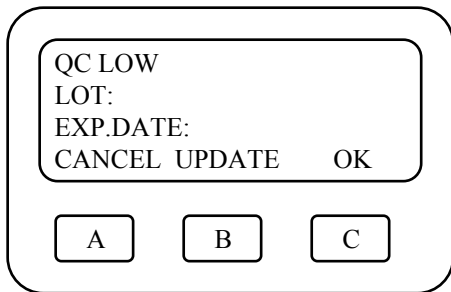 QC LOW
LOT:
EXP.DATE:
CANCEL UPDATE OK
A B C